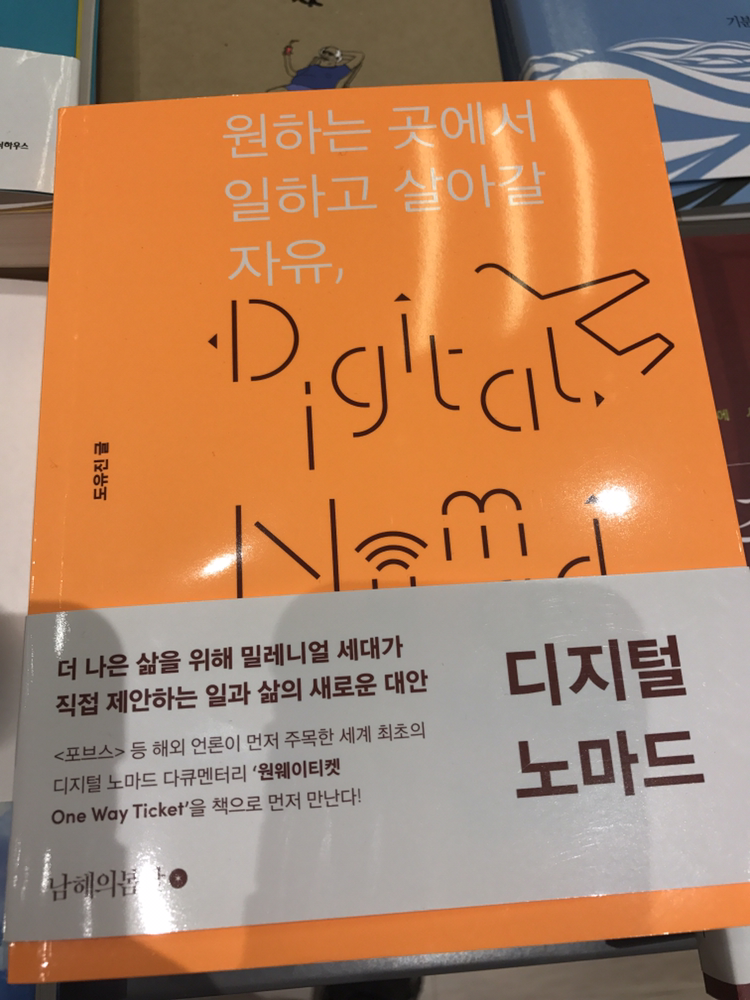 원하는 곳에서
일하고 살아갈
자유,
Digital
도유진 글
더 나은 삶을 위해 밀레니얼 세대가
직접 제안하는 일과 삶의 새로운 대안
<포브스> 등 해외 언론이 먼저 주목한 세계 최초의
디지털 노마드 다큐멘터리 ‘원웨이티켓
One Way Ticket’을 책으로 먼저 만난다!
디지털
노마드